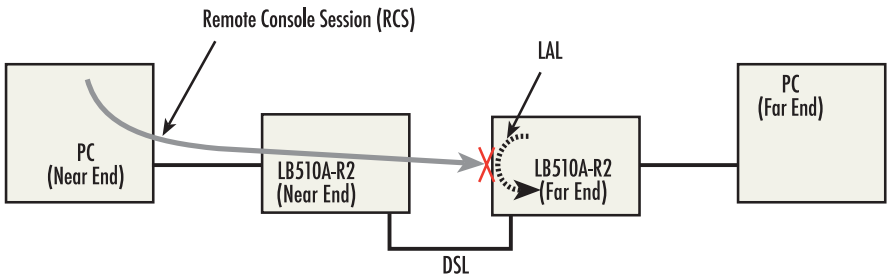 Remote Console Session (RCS)
LAL
PC
(Near End)
LB510A-R2
(Near End)
LB510A-R2
(Far End)
PC
(Far End)
DSL